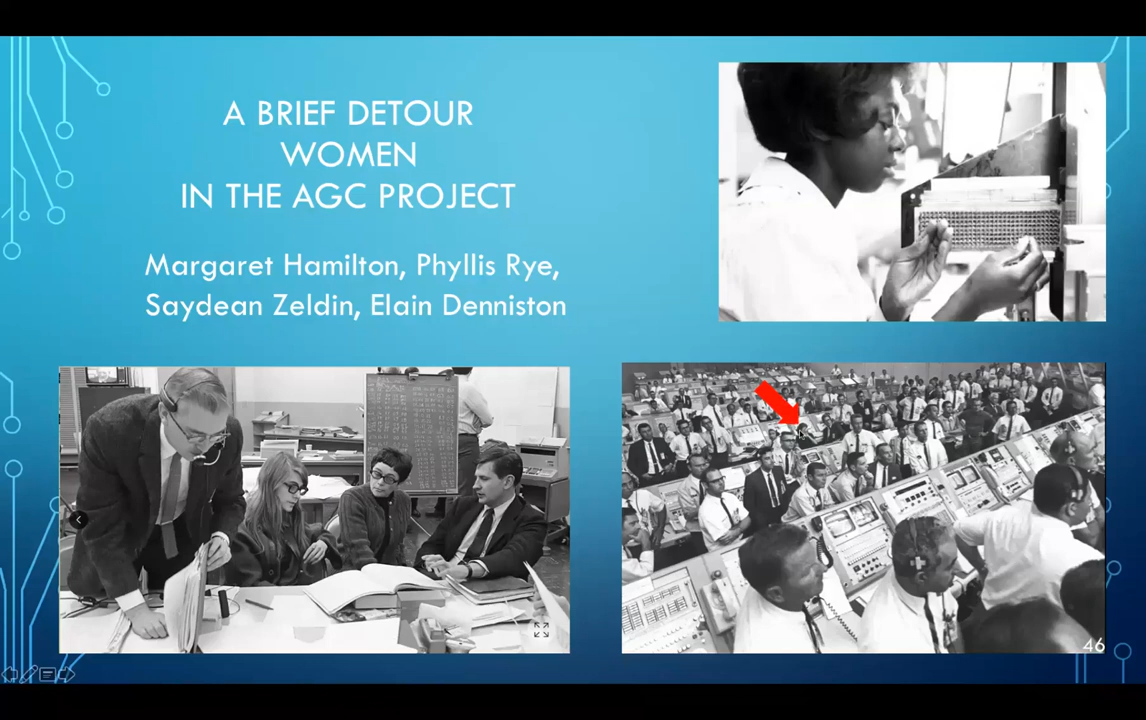 A BRIEF DETOUR
WOMEN
IN THE AGC PROJECT
Margaret Hamilton, Phyllis Rye,
Saydean Zeldin, Elain Denniston
46